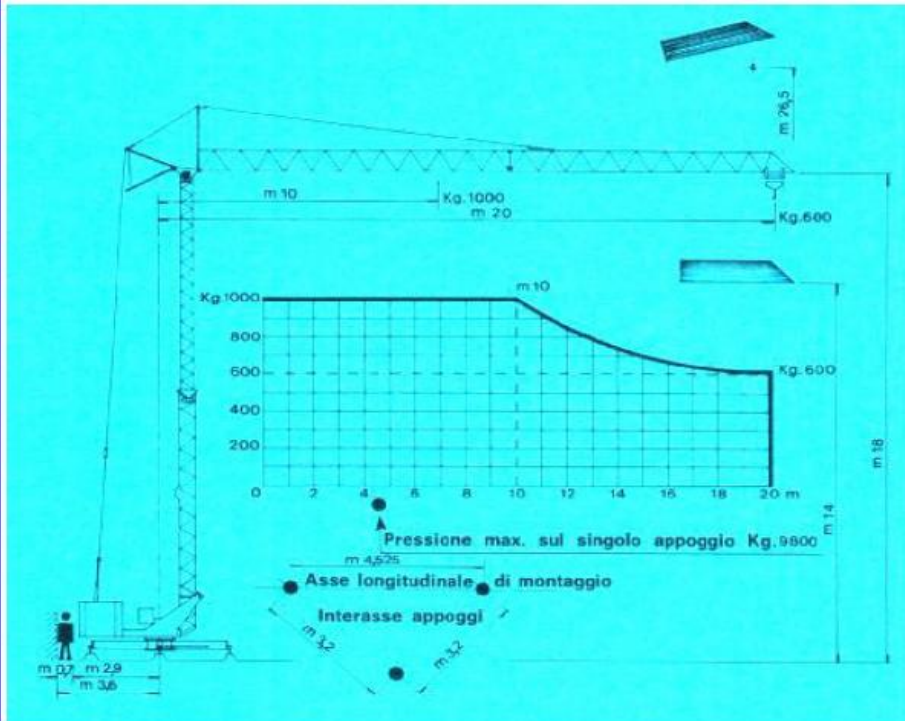 4
m 26,5
m 10
Kg.1000
m 20
Kg.600
m 10
Kg.1000
800
600
400
200
Kg.600
0 2 4 6 8 10 12 14 16 18 20 m
m 14
m 18
Pressione max. sul singolo appoggio Kg.9800
m 4,525
Asse longitudinale di montaggio
Interasse appoggi
m 3,2
m 3,2
m 0,7
m 2,9
m 3,6